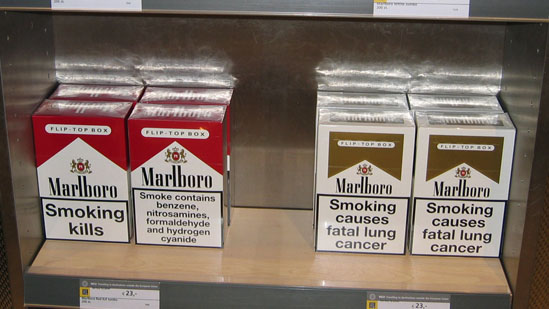 FLIP-TOP BOX
Marlboro
Smoking
kills
FLIP-TOP BOX
Marlboro
Smoke contains
benzene,
nitrosamines,
formaldehyde
and hydrogen
cyanide
FLIP-TOP BOX
Marlboro
Smoking
causes
fatal lung
cancer
FLIP-TOP BOX
Marlboro
Smoking
causes
fatal lung
cancer
€ 23,-
€ 23,-